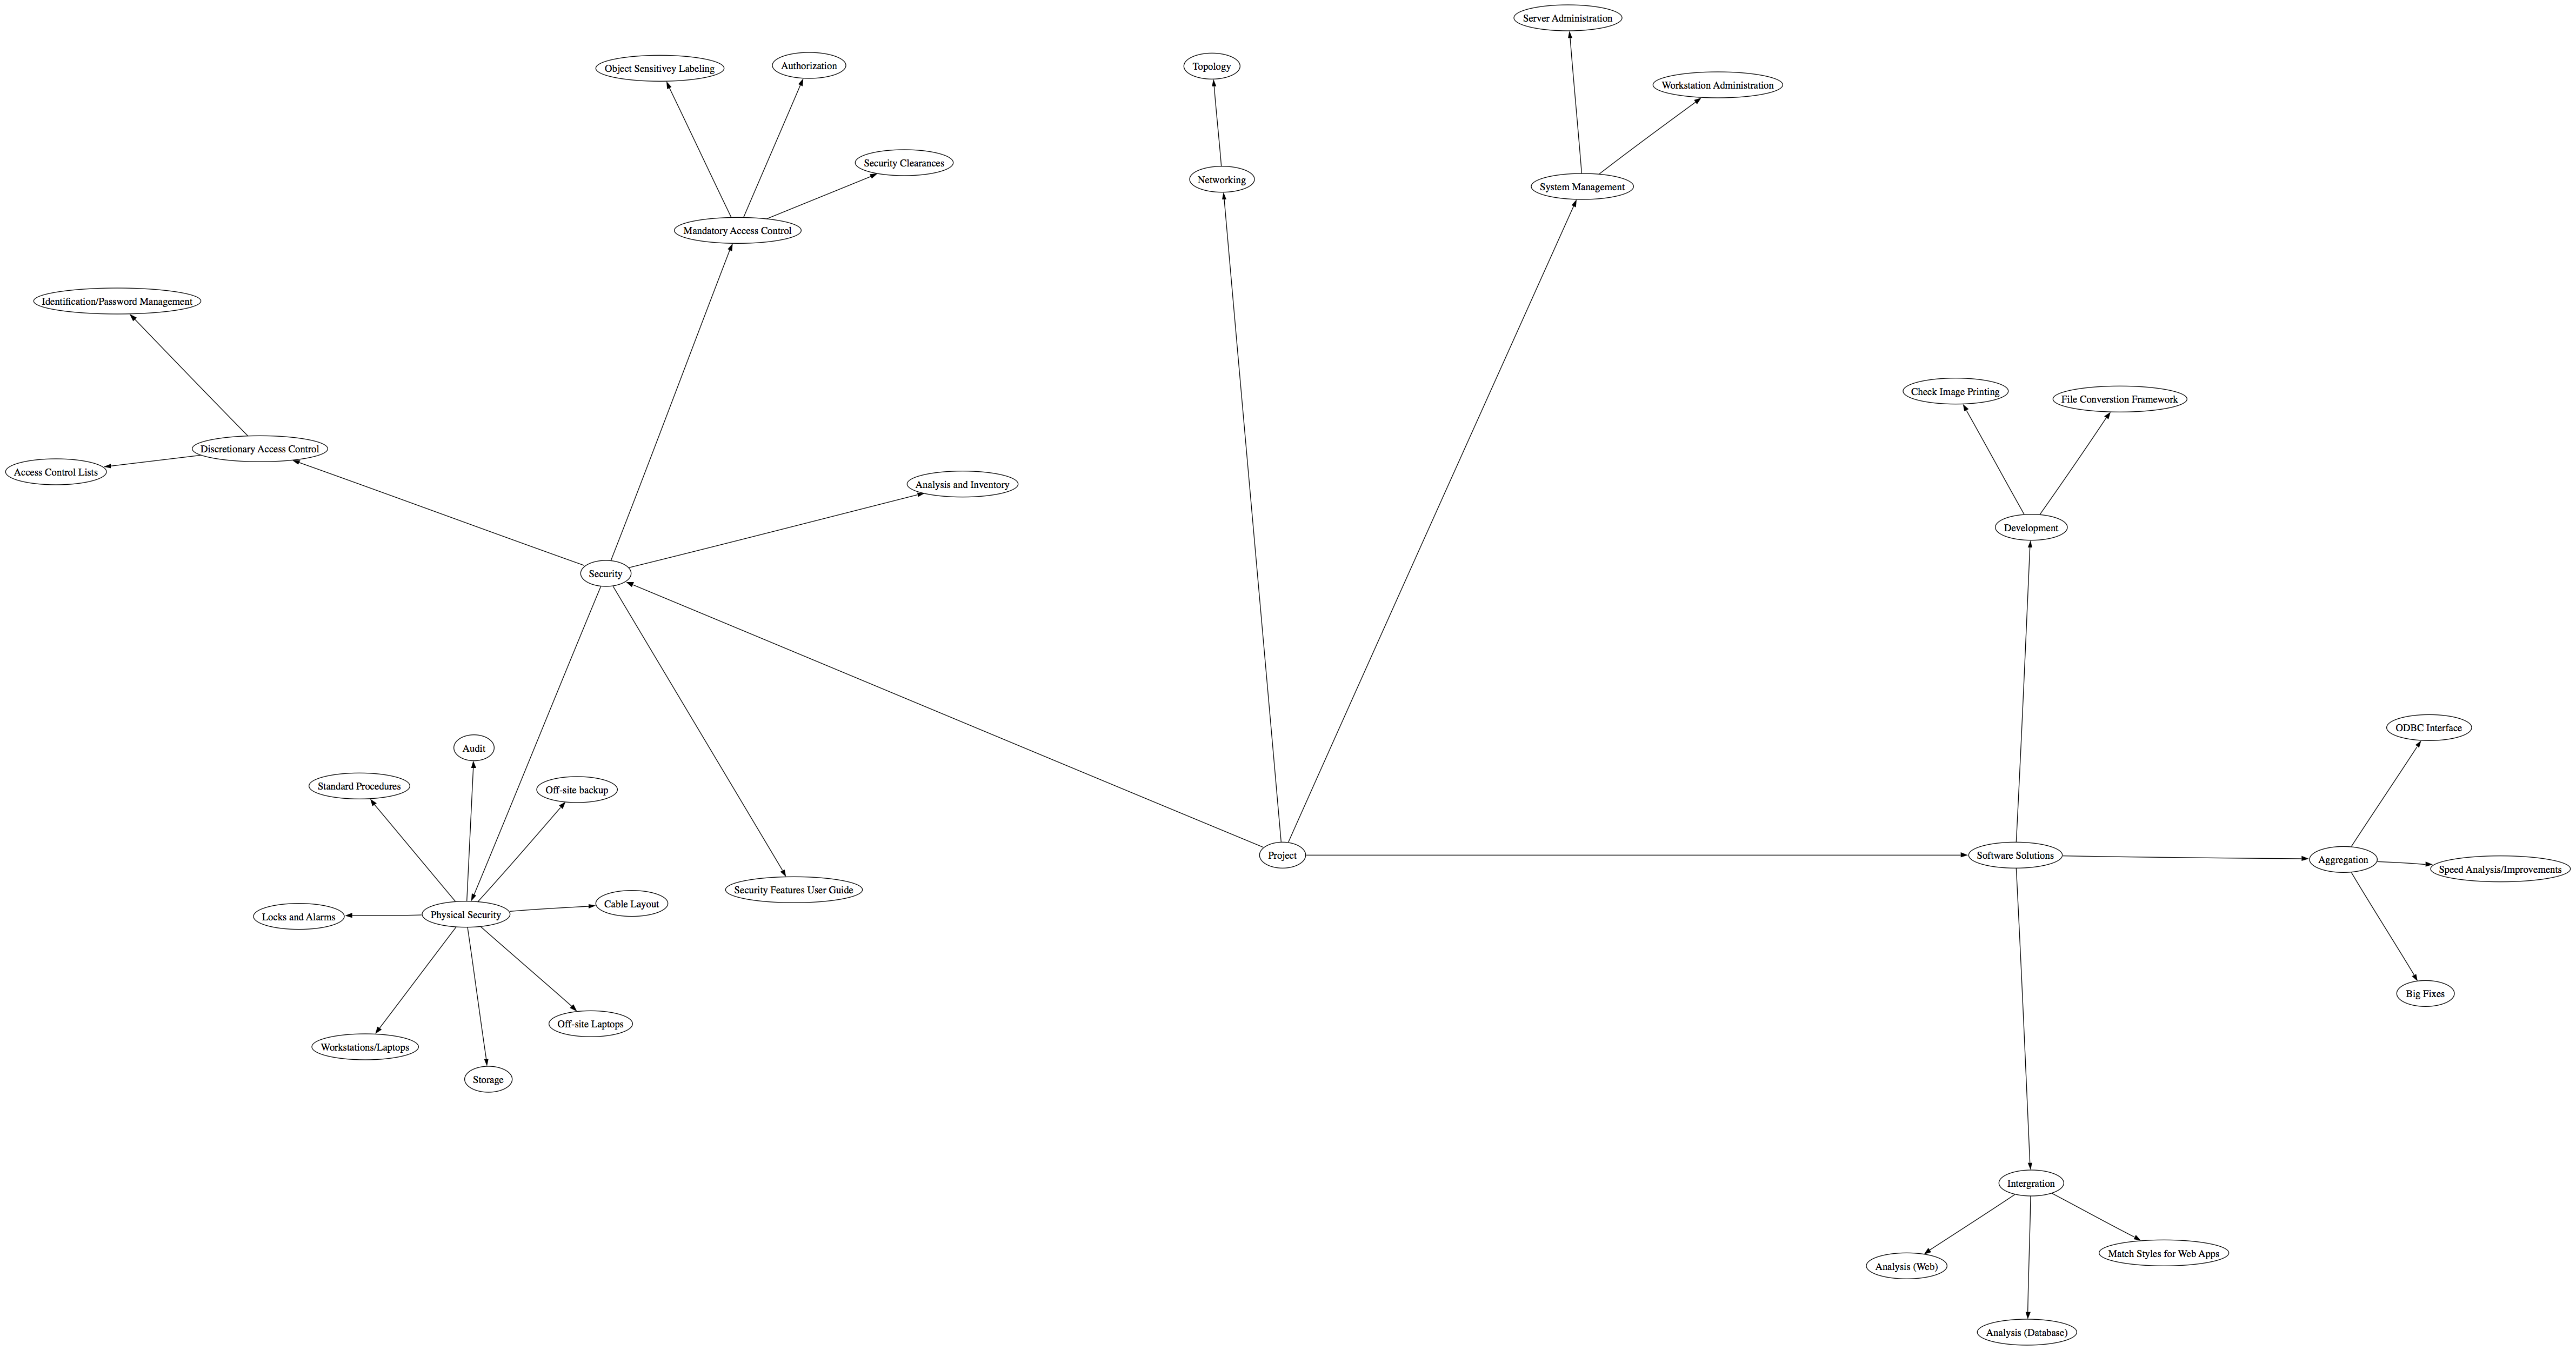 Server Administration
Object Sensitivey Labeling
Authorization
Topology
Workstation Administration
Security Clearances
Networking
System Management
Mandatory Access Control
Identification/Password Management
Check Image Printing
File Converstion Framework
Discretionary Access Control
Access Control Lists
Analysis and Inventory
Development
Security
ODBC Interface
Audit
Standard Procedures
Off-site backup
Project
Software Solutions
Aggregation
Speed Analysis/Improvements
Security Features User Guide
Cable Layout
Physical Security
Locks and Alarms
Big Fixes
Off-site Laptops
Workstations/Laptops
Storage
Intergration
Match Styles for Web Apps
Analysis (Web)
Analysis (Database)